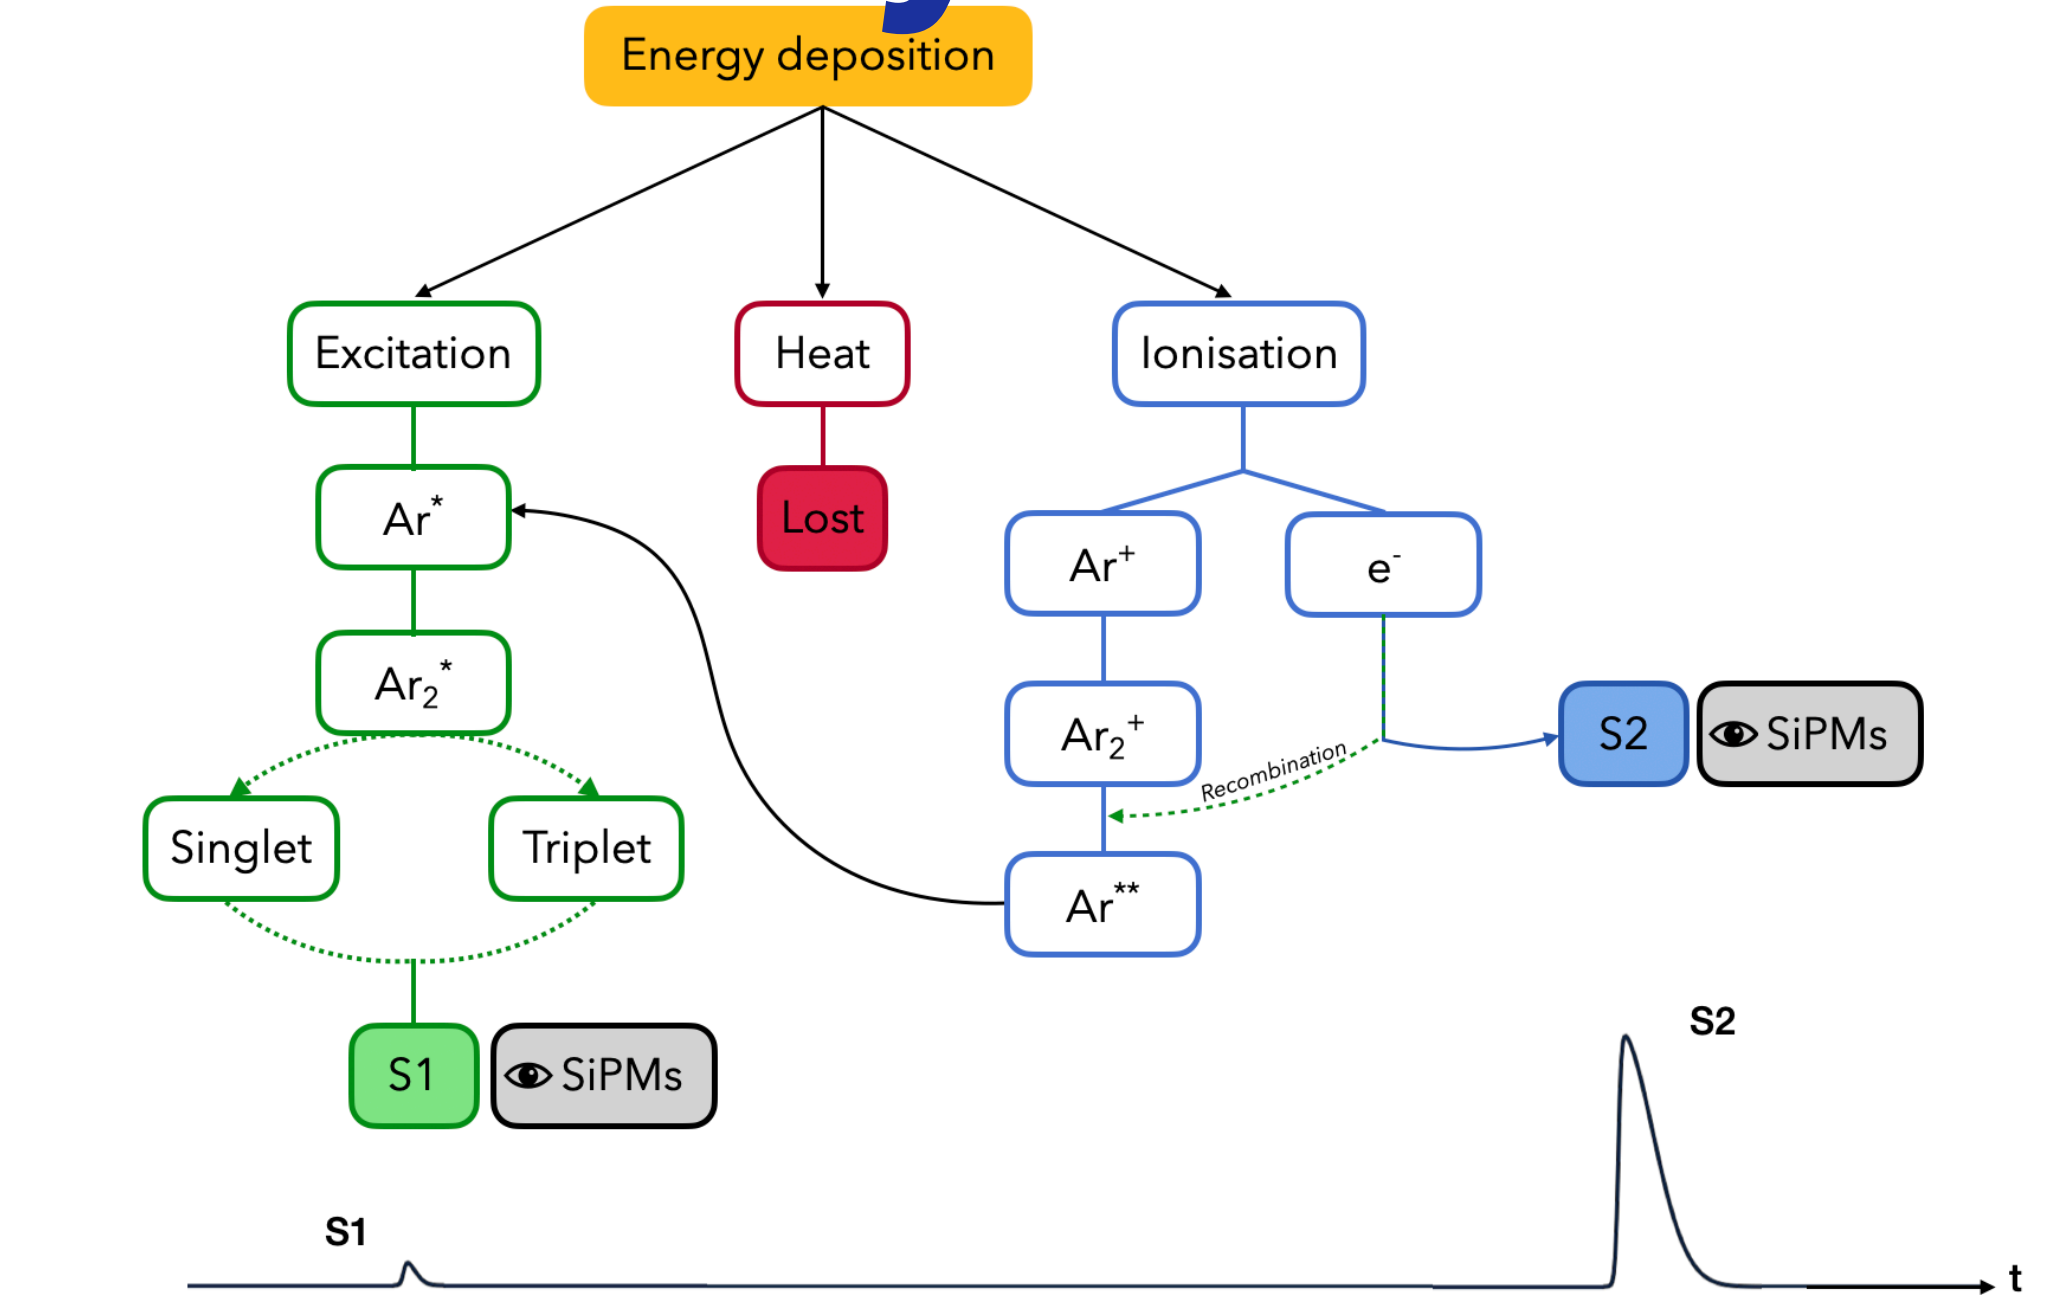 Energy deposition
Excitation
Heat
Ionisation
Ar*
Lost
Ar⁺
e⁻
Ar₂*
Ar₂⁺
S2
SiPMs
Recombination
Singlet
Triplet
Ar**
S1
SiPMs
S2
S1
t